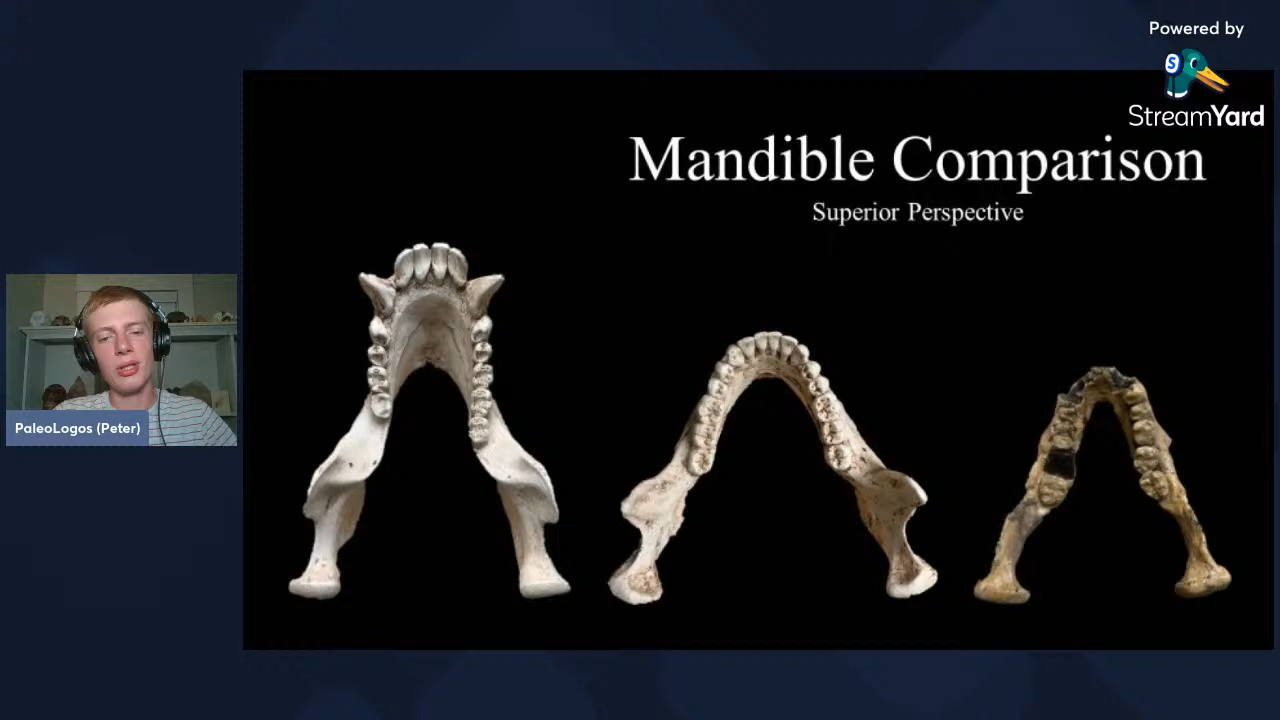 Powered by
S
StreamYard
Mandible Comparison
Superior Perspective
PaleoLogos (Peter)